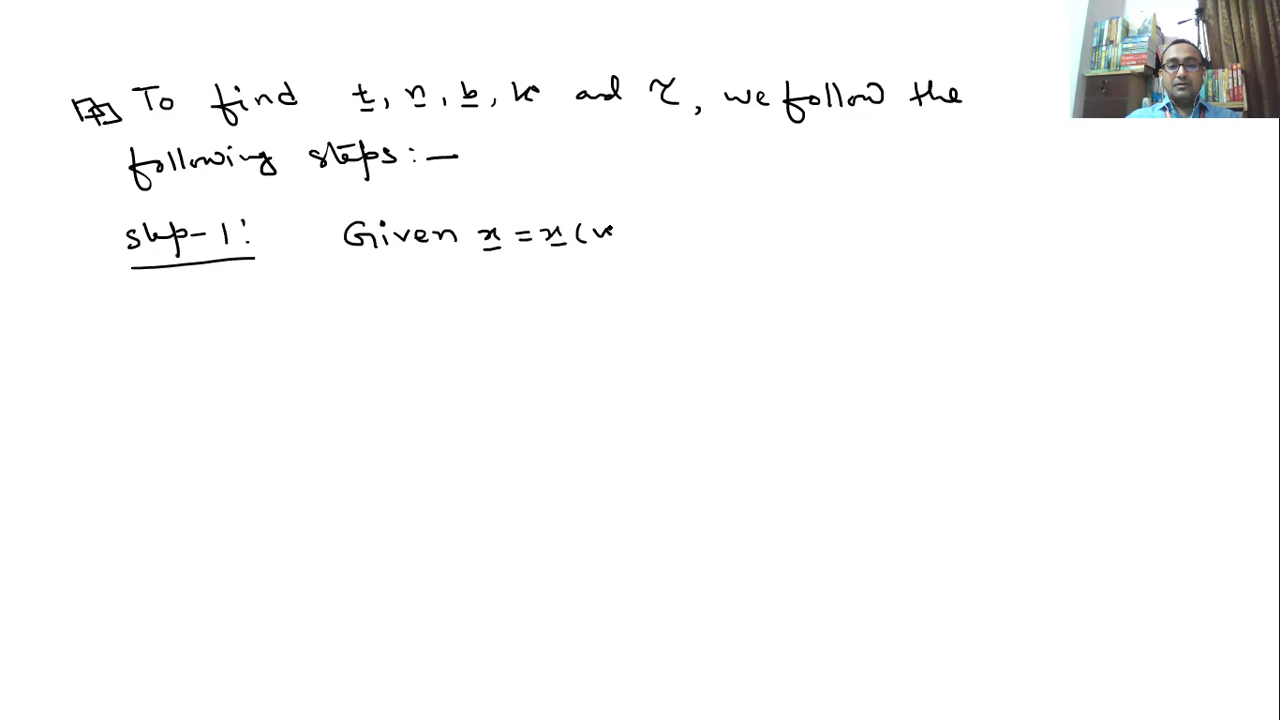 To find t, n, b, k and τ, we follow the
following steps:—
step-1: Given x = x(